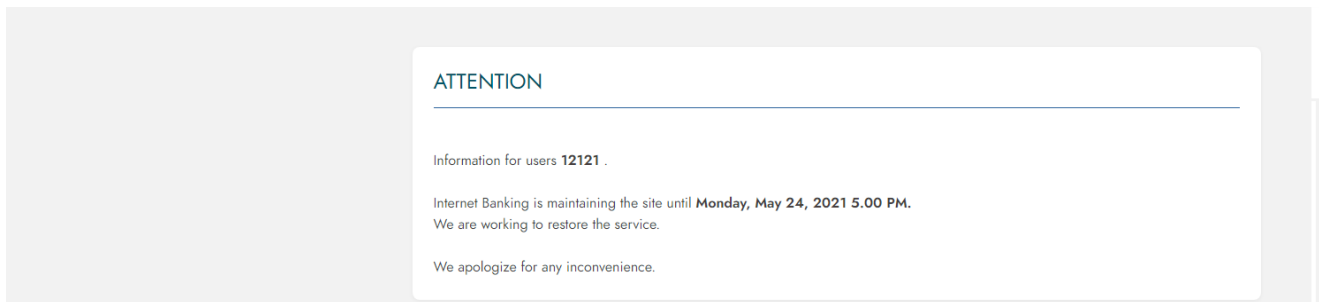 ATTENTION
Information for users 12121 .
Internet Banking is maintaining the site until Monday, May 24, 2021 5.00 PM.
We are working to restore the service.
We apologize for any inconvenience.